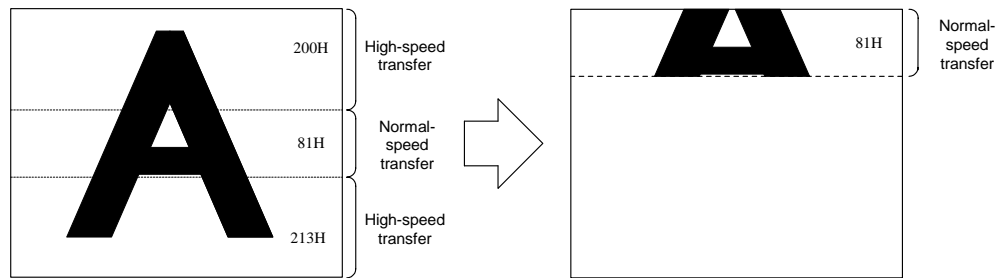 200H
High-speed
transfer
81H
Normal-
speed
transfer
213H
High-speed
transfer
81H
Normal-
speed
transfer